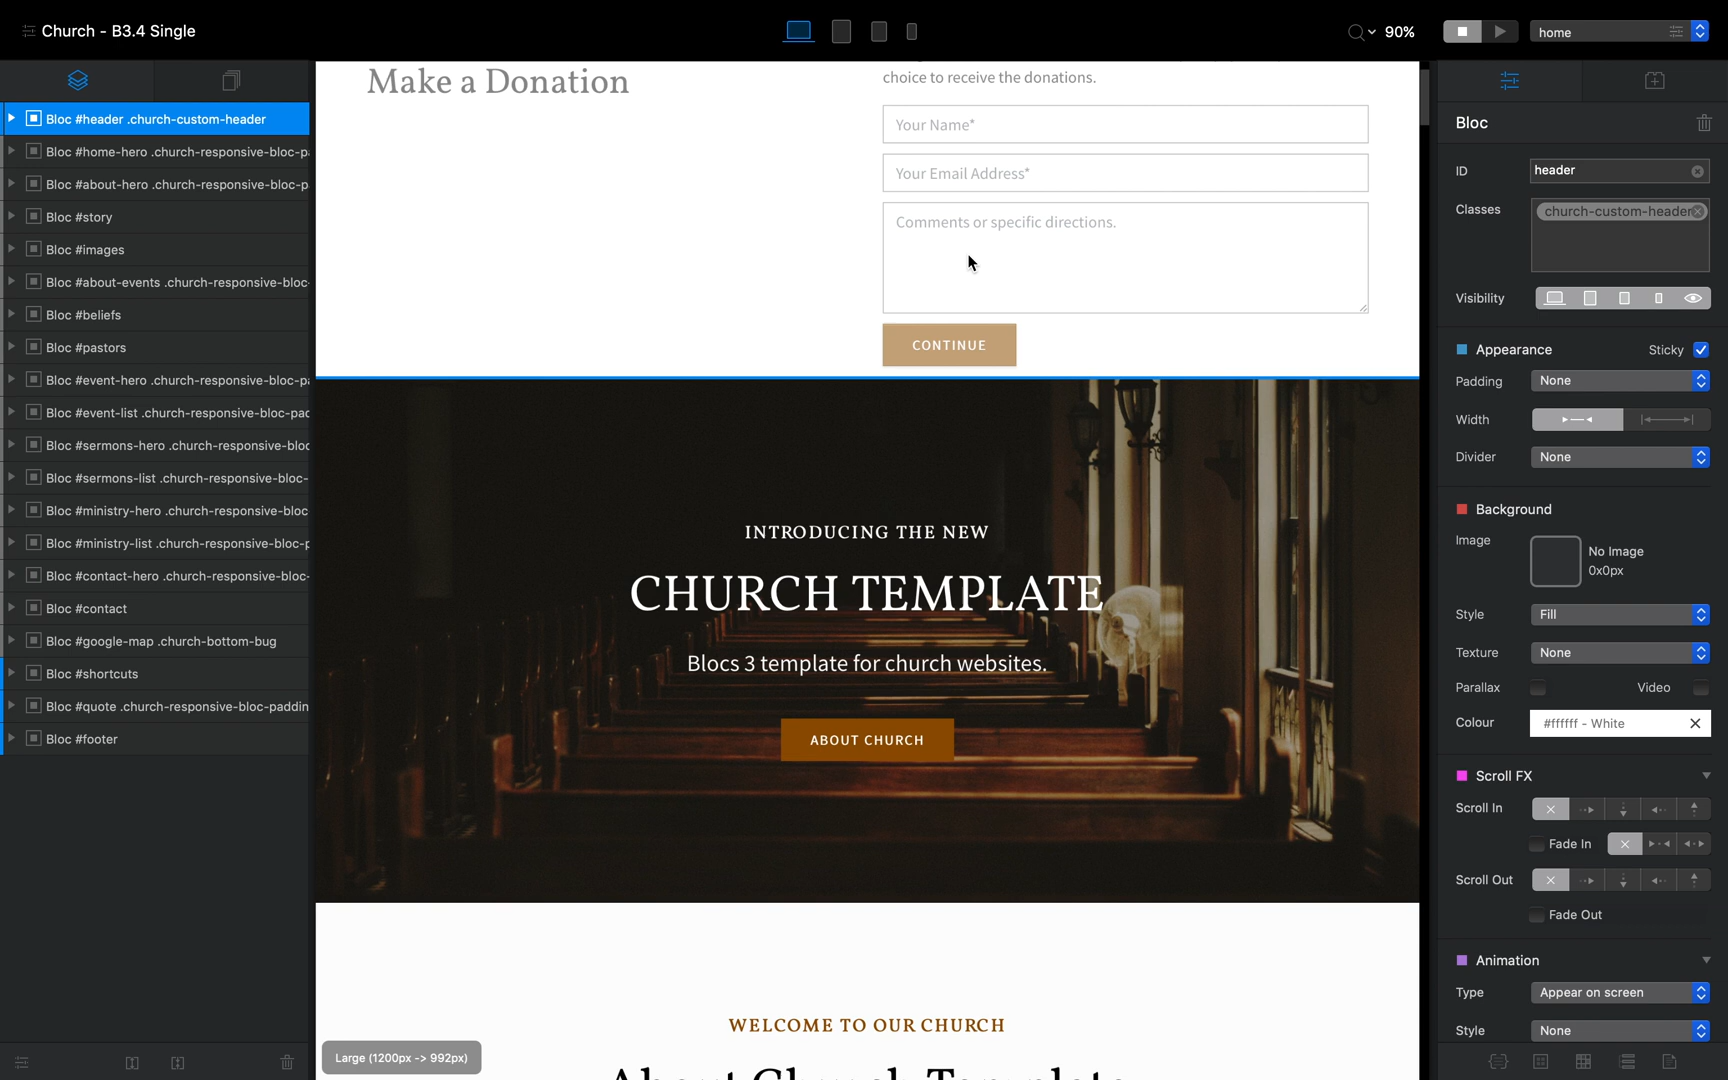 Church - B3.4 Single
90%
home
Bloc #header .church-custom-header
Bloc #home-hero .church-responsive-bloc-pa
Bloc #about-hero .church-responsive-bloc-p
Bloc #story
Bloc #images
Bloc #about-events .church-responsive-bloc-
Bloc #beliefs
Bloc #pastors
Bloc #event-hero .church-responsive-bloc-pa
Bloc #event-list .church-responsive-bloc-pad
Bloc #sermons-hero .church-responsive-bloc
Bloc #sermons-list .church-responsive-bloc-
Bloc #ministry-hero .church-responsive-bloc
Bloc #ministry-list .church-responsive-bloc-p
Bloc #contact-hero .church-responsive-bloc-
Bloc #contact
Bloc #google-map .church-bottom-bug
Bloc #shortcuts
Bloc #quote .church-responsive-bloc-paddin
Bloc #footer
Make a Donation
choice to receive the donations.
Your Name*
Your Email Address*
Comments or specific directions.
CONTINUE
INTRODUCING THE NEW
CHURCH TEMPLATE
Blocs 3 template for church websites.
ABOUT CHURCH
WELCOME TO OUR CHURCH
About Church Template
Large (1200px -> 992px)
Bloc
ID
header
Classes
church-custom-header
Visibility
Appearance
Sticky
Padding
None
Width
Divider
None
Background
Image
No Image
0x0px
Style
Fill
Texture
None
Parallax
Video
Colour
#ffffff - White
Scroll FX
Scroll In
Fade In
Scroll Out
Fade Out
Animation
Type
Appear on screen
Style
None